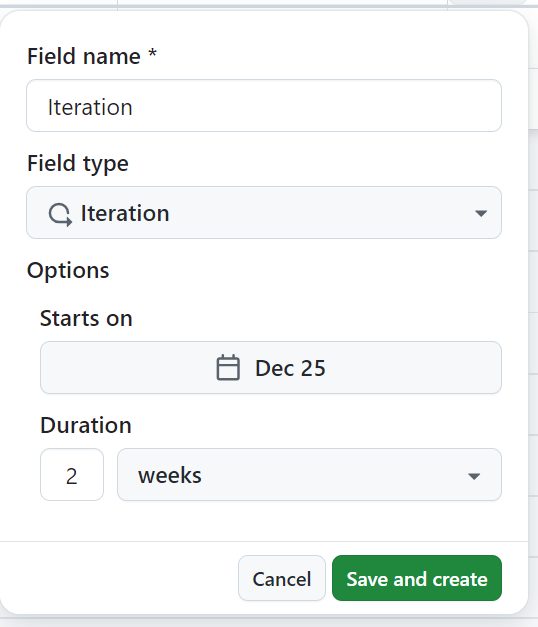 Field name *
Iteration
Field type
Iteration
Options
Starts on
Dec 25
Duration
2 weeks
Cancel Save and create